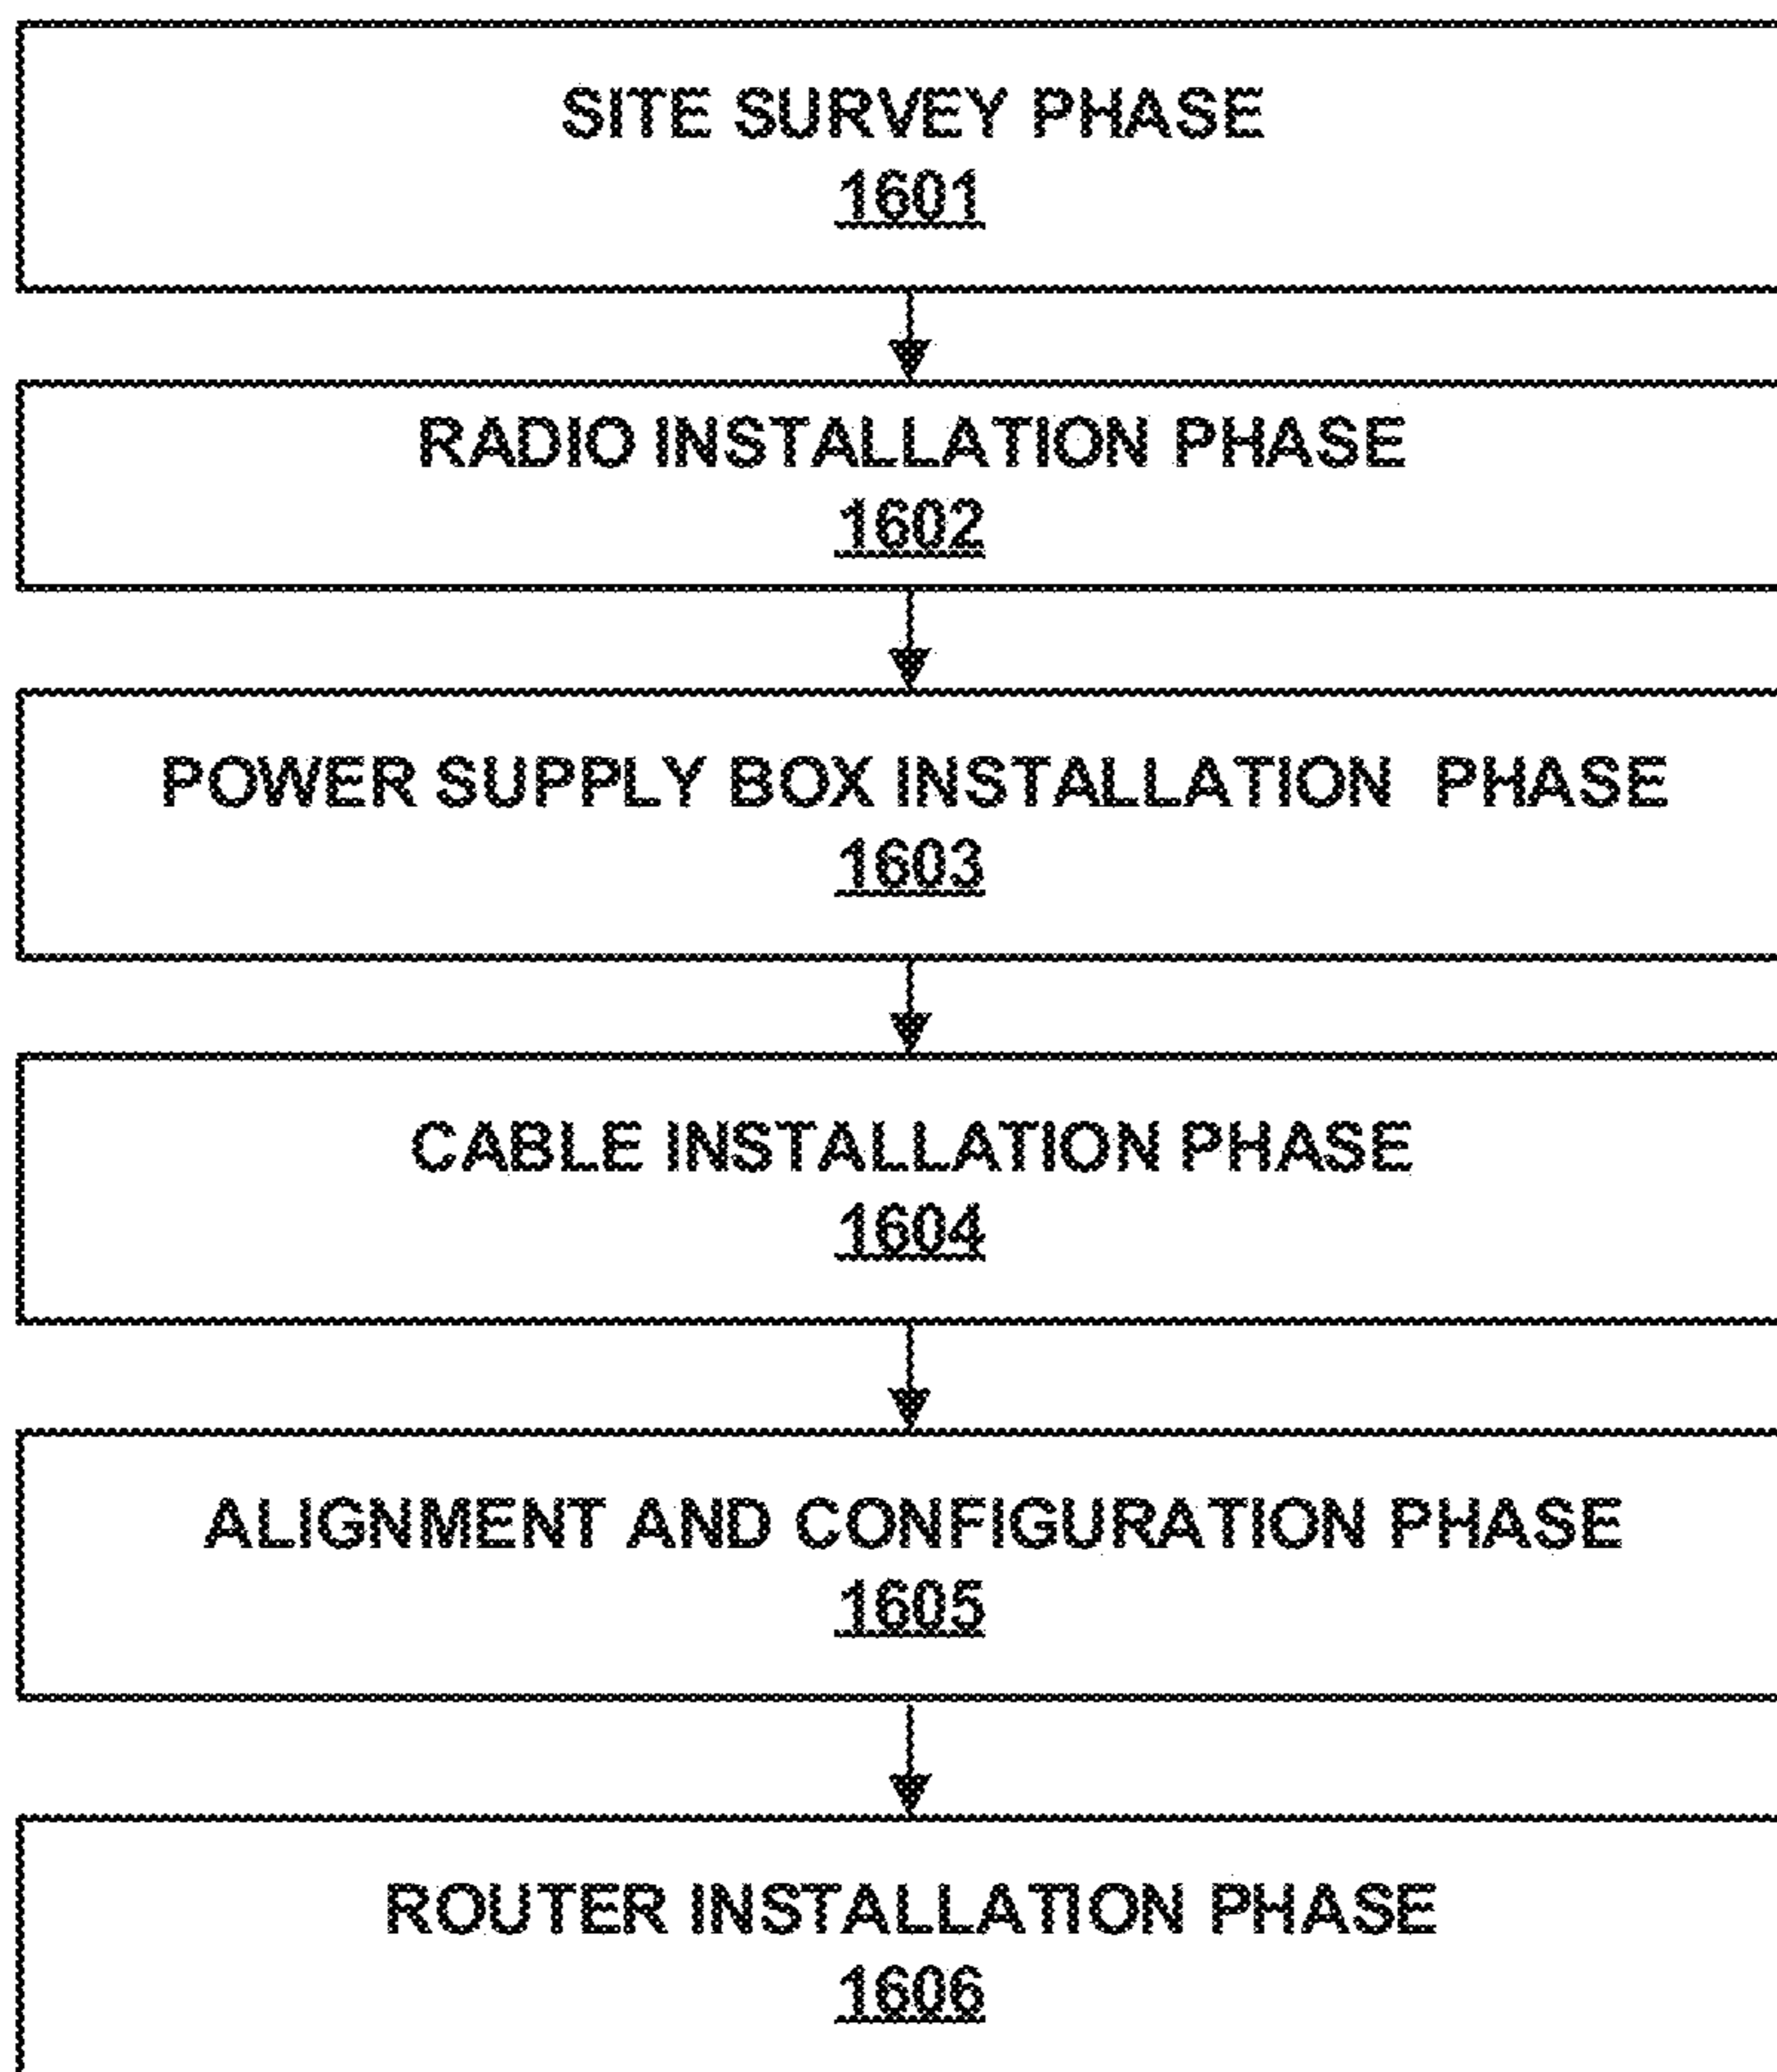 SITE SURVEY PHASE
1601
RADIO INSTALLATION PHASE
1602
POWER SUPPLY BOX INSTALLATION PHASE
1603
CABLE INSTALLATION PHASE
1604
ALIGNMENT AND CONFIGURATION PHASE
1605
ROUTER INSTALLATION PHASE
1606